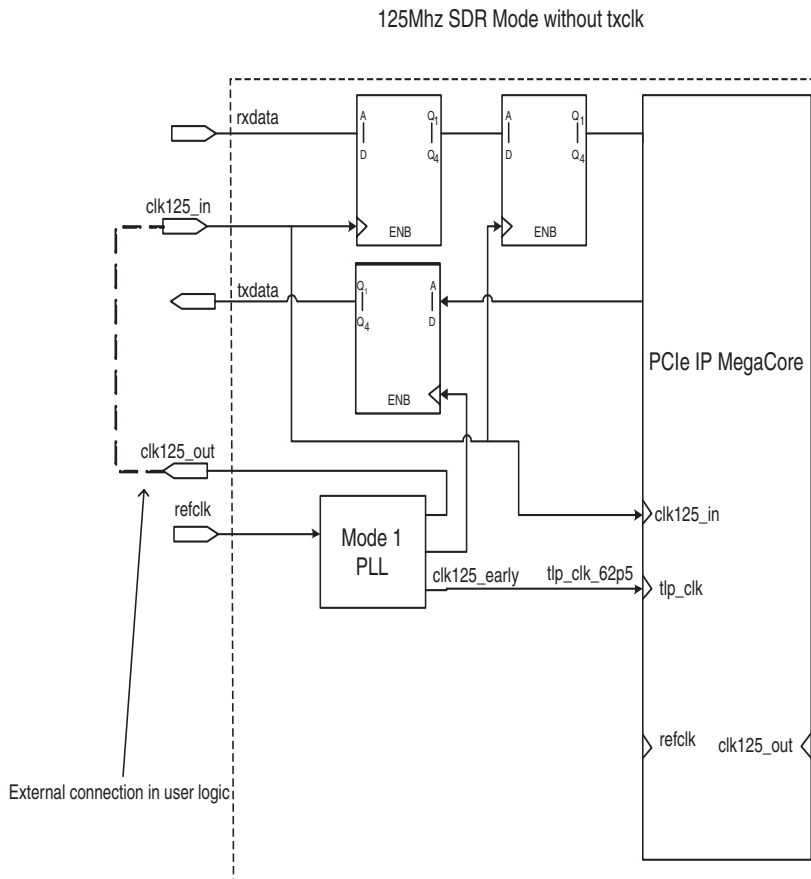 125Mhz SDR Mode without txclk
rxdata
A
D
Q1
Q4
ENB
A
D
Q1
Q4
ENB
clk125_in
txdata
Q1
Q4
A
D
ENB
PCIe IP MegaCore
clk125_out
refclk
Mode 1
PLL
clk125_early
tlp_clk_62p5
clk125_in
tlp_clk
refclk
clk125_out
External connection in user logic